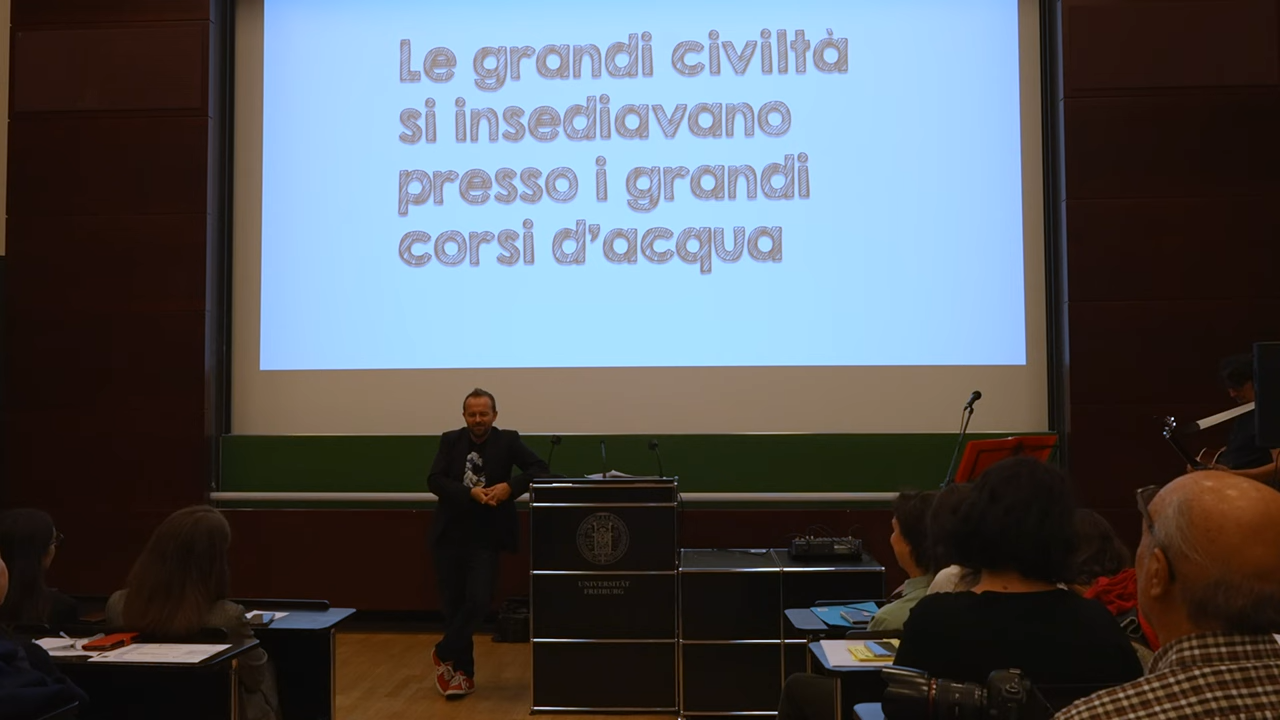 Le grandi civiltà
si insediavano
presso i grandi
corsi d'acqua
UNIVERSITÄT
FREIBURG